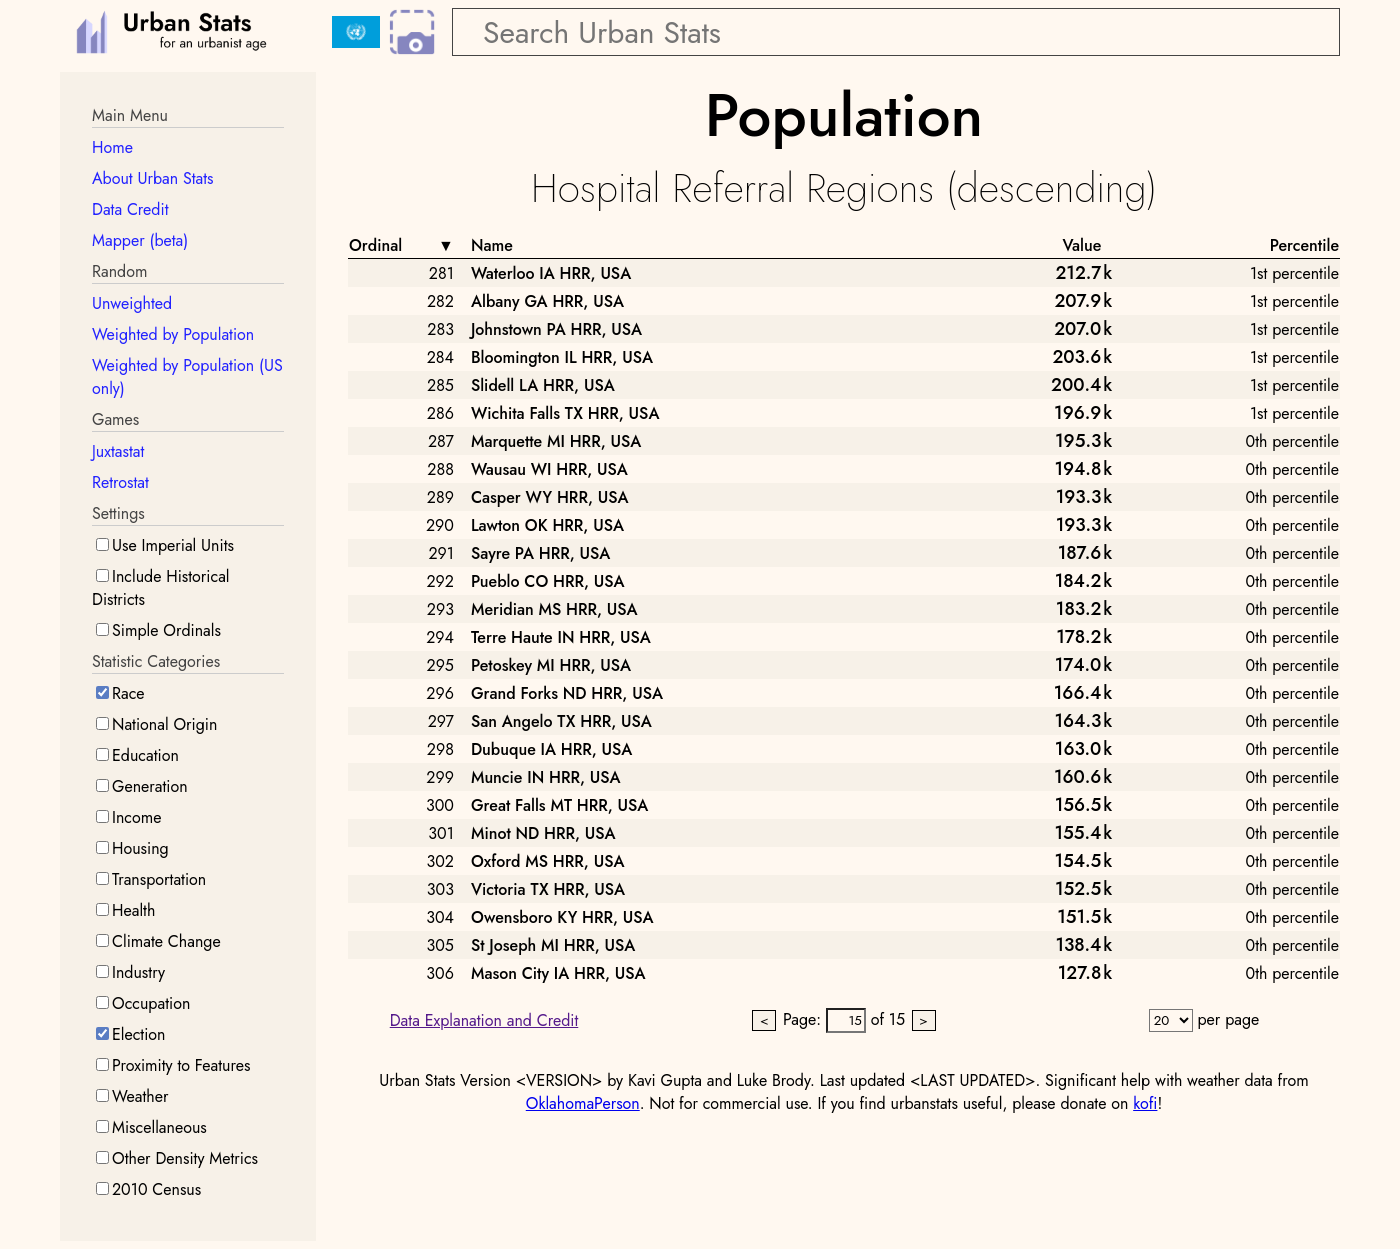 Urban Stats
for an urbanist age
Search Urban Stats
Main Menu
Home
About Urban Stats
Data Credit
Mapper (beta)
Random
Unweighted
Weighted by Population
Weighted by Population (US
only)
Games
Juxtastat
Retrostat
Settings
Use Imperial Units
Include Historical
Districts
Simple Ordinals
Statistic Categories
Race
National Origin
Education
Generation
Income
Housing
Transportation
Health
Climate Change
Industry
Occupation
Election
Proximity to Features
Weather
Miscellaneous
Other Density Metrics
2010 Census
Population
Hospital Referral Regions (descending)
Ordinal ▼ Name Value Percentile
281 Waterloo IA HRR, USA 212.7k 1st percentile
282 Albany GA HRR, USA 207.9k 1st percentile
283 Johnstown PA HRR, USA 207.0k 1st percentile
284 Bloomington IL HRR, USA 203.6k 1st percentile
285 Slidell LA HRR, USA 200.4k 1st percentile
286 Wichita Falls TX HRR, USA 196.9k 1st percentile
287 Marquette MI HRR, USA 195.3k 0th percentile
288 Wausau WI HRR, USA 194.8k 0th percentile
289 Casper WY HRR, USA 193.3k 0th percentile
290 Lawton OK HRR, USA 193.3k 0th percentile
291 Sayre PA HRR, USA 187.6k 0th percentile
292 Pueblo CO HRR, USA 184.2k 0th percentile
293 Meridian MS HRR, USA 183.2k 0th percentile
294 Terre Haute IN HRR, USA 178.2k 0th percentile
295 Petoskey MI HRR, USA 174.0k 0th percentile
296 Grand Forks ND HRR, USA 166.4k 0th percentile
297 San Angelo TX HRR, USA 164.3k 0th percentile
298 Dubuque IA HRR, USA 163.0k 0th percentile
299 Muncie IN HRR, USA 160.6k 0th percentile
300 Great Falls MT HRR, USA 156.5k 0th percentile
301 Minot ND HRR, USA 155.4k 0th percentile
302 Oxford MS HRR, USA 154.5k 0th percentile
303 Victoria TX HRR, USA 152.5k 0th percentile
304 Owensboro KY HRR, USA 151.5k 0th percentile
305 St Joseph MI HRR, USA 138.4k 0th percentile
306 Mason City IA HRR, USA 127.8k 0th percentile
Data Explanation and Credit < Page: 15 of 15 > 20 per page
Urban Stats Version <VERSION> by Kavi Gupta and Luke Brody. Last updated <LAST UPDATED>. Significant help with weather data from
OklahomaPerson. Not for commercial use. If you find urbanstats useful, please donate on kofi!